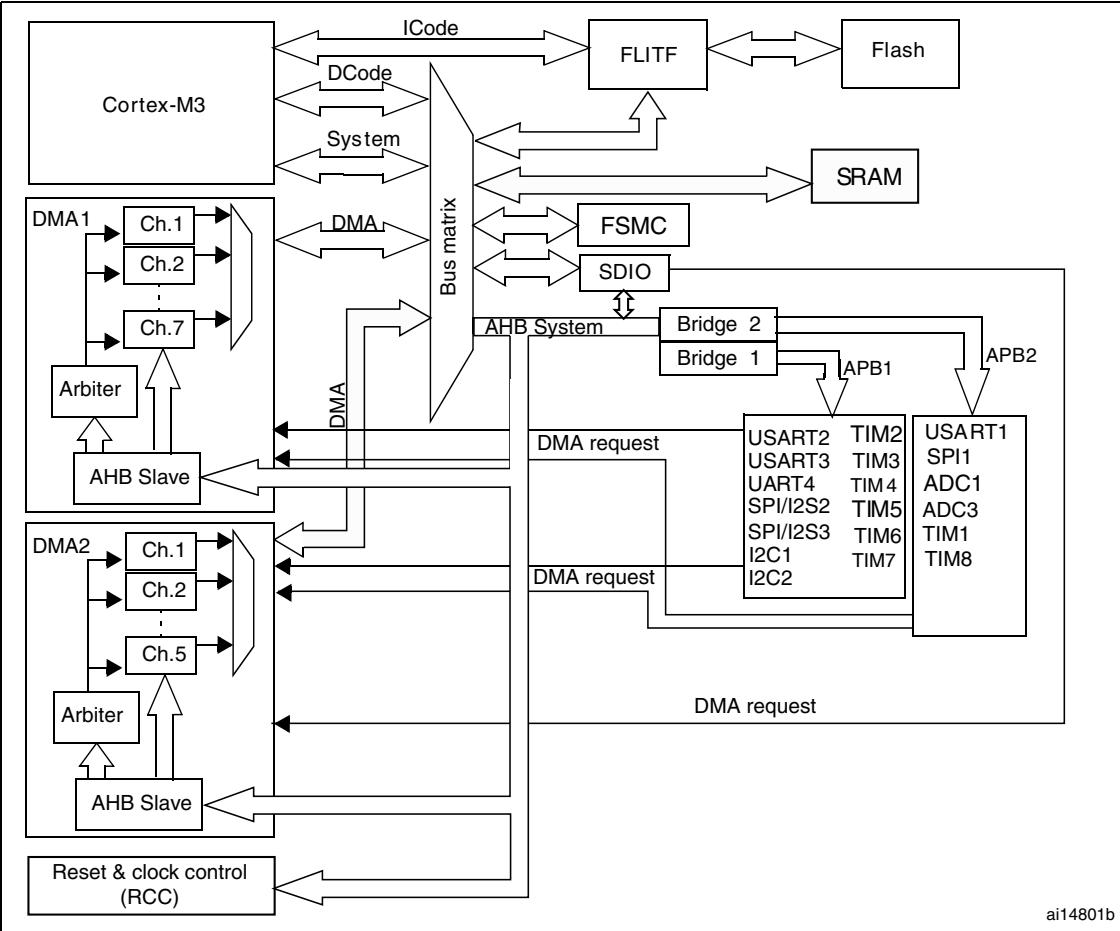 ICode
FLITF
Flash
DCode
Cortex-M3
System
SRAM
DMA1
Ch.1
DMA
FSMC
Ch.2
Bus matrix
SDIO
Ch.7
AHB System
Bridge 2
Bridge 1
APB2
APB1
Arbiter
DMA
DMA request
AHB Slave
USART2 TIM2
USART3 TIM3
UART4 TIM4
SPI/I2S2 TIM5
SPI/I2S3 TIM6
I2C1 TIM7
I2C2
USART1
SPI1
ADC1
ADC3
TIM1
TIM8
DMA2
Ch.1
DMA request
Ch.2
Ch.5
Arbiter
DMA request
AHB Slave
Reset & clock control
(RCC)
ai14801b